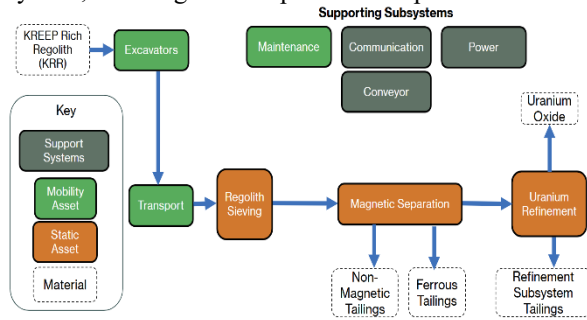 Supporting Subsystems
KREEP Rich
Regolith
(KRR)
Excavators
Maintenance
Communication
Power
Conveyor
Key
Support
Systems
Mobility
Asset
Static
Asset
Material
Uranium
Oxide
Transport
Regolith
Sieving
Magnetic Separation
Uranium
Refinement
Non-
Magnetic
Tailings
Ferrous
Tailings
Refinement
Subsystem
Tailings